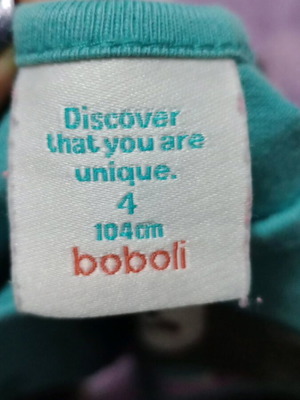 Discover
that you are
unique.
4
104cm
boboli